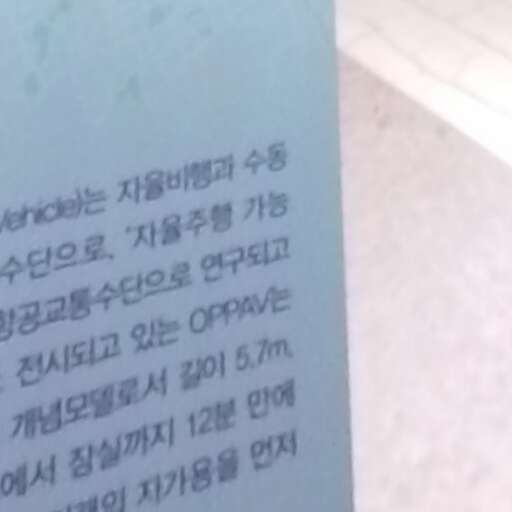 Vehicle)는 자율비행과 수동
수단으로, "자율주행 가능
항공교통수단으로 연구되고
전시되고 있는 OPPAV는
개념모델로서 길이 5.7m,
에서 잠실까지 12분 만에
자가용을 먼저